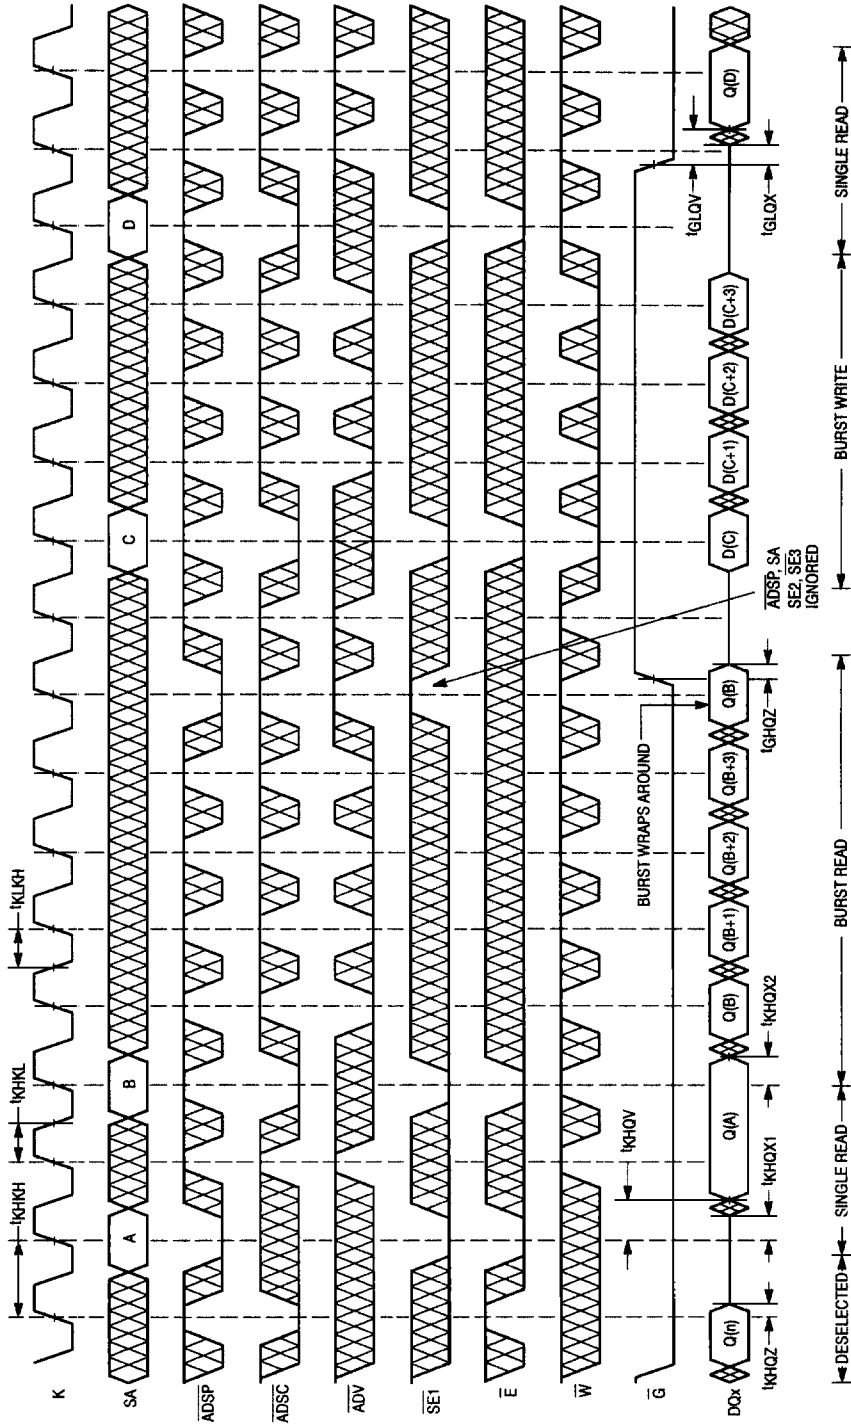 tKHKH
tKHKL
tKLKH
K
SA
A
B
C
D
ADSP
ADSC
ADV
SE1
E
W
tKHQV
BURST WRAPS AROUND
ADSP, SA
SE2, SE3
IGNORED
G
tGLQV
DQx
Q(n)
Q(A)
Q(B)
Q(B+1)
Q(B+2)
Q(B+3)
Q(B)
D(C)
D(C+1)
D(C+2)
D(C+3)
Q(D)
tKHQZ
tKHQX1
tKHQX2
tGHQZ
tGLQX
DESELECTED
SINGLE READ
BURST READ
BURST WRITE
SINGLE READ